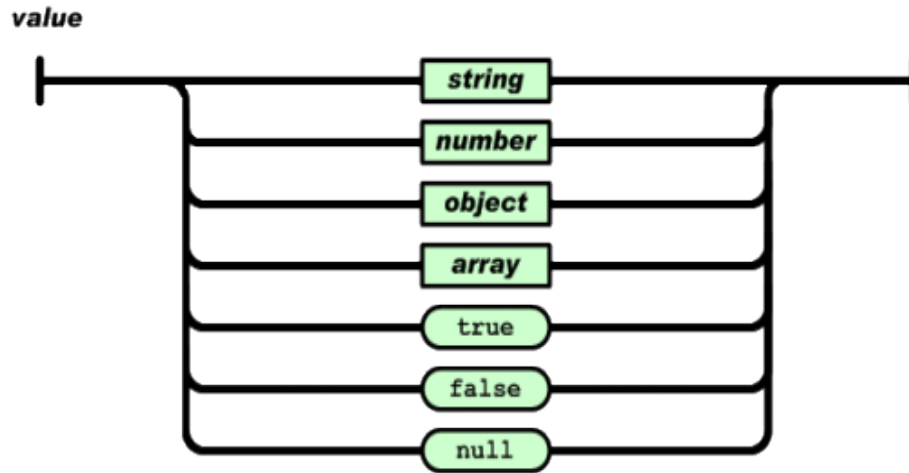 value
string
number
object
array
true
false
null